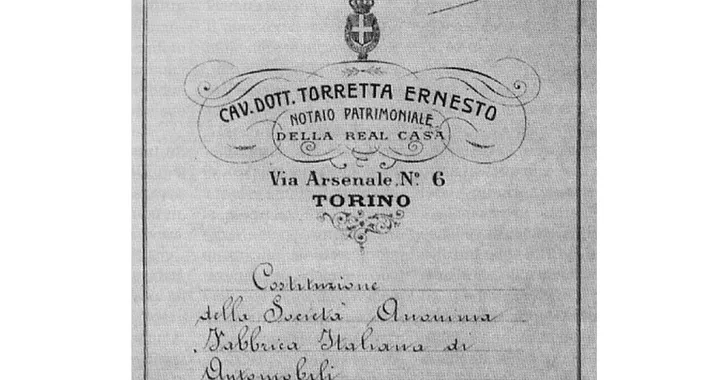 CAV. DOTT. TORRETTA ERNESTO
NOTAIO PATRIMONIALE
DELLA REAL CASA
Via Arsenale, Nº 6
TORINO
Costituzione
della Società Anonima
Fabbrica Italiana di
Automobili